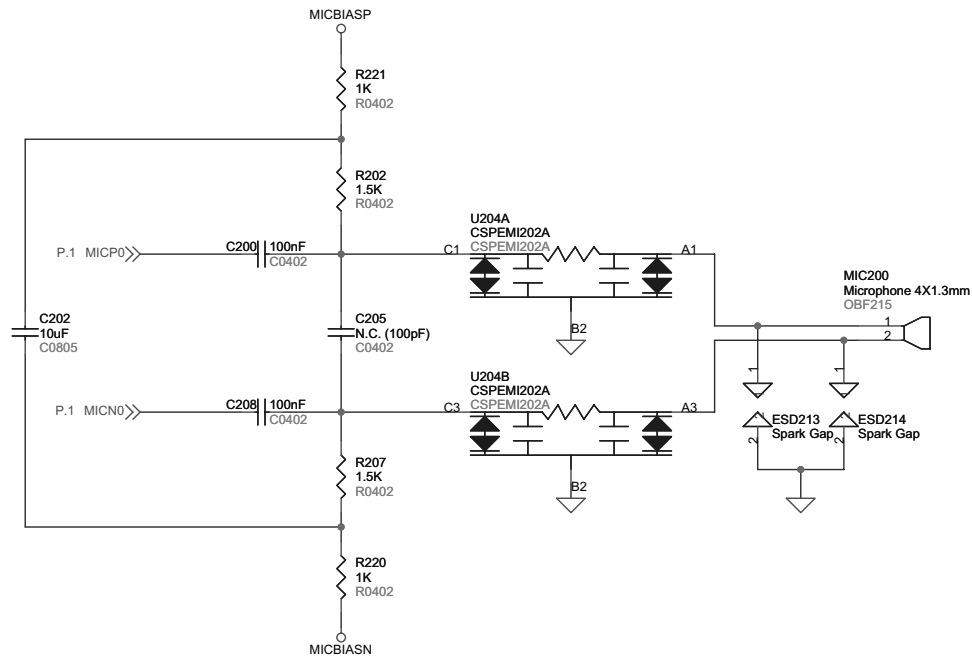 MICBIASP
R221
1K
R0402
R202
1.5K
R0402
P.1 MICP0
C200
100nF
C0402
C1
U204A
CSPEMI202A
CSPEMI202A
A1
B2
MIC200
Microphone 4X1.3mm
OBF215
1
2
C202
10uF
C0805
C205
N.C. (100pF)
C0402
P.1 MICN0
C208
100nF
C0402
C3
U204B
CSPEMI202A
CSPEMI202A
A3
B2
1
1
2
2
ESD213
Spark Gap
2
2
ESD214
Spark Gap
R207
1.5K
R0402
R220
1K
R0402
MICBIASN